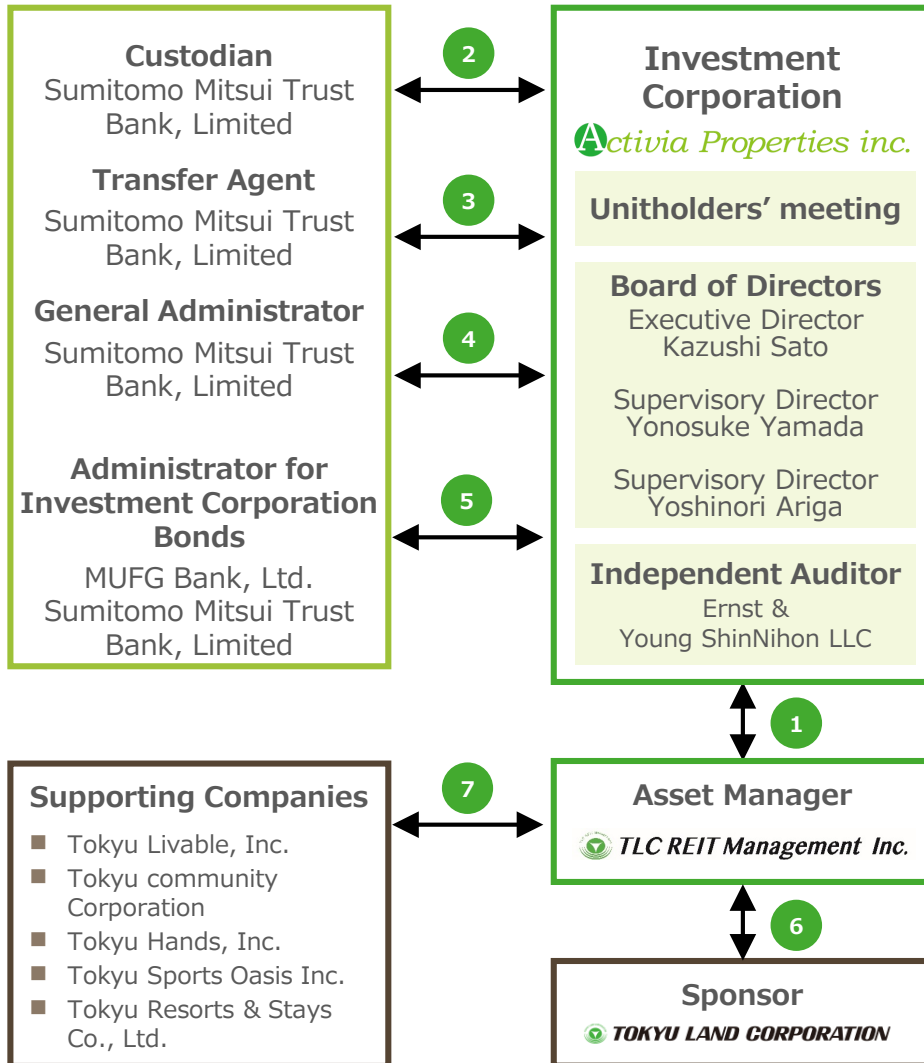 Custodian
Sumitomo Mitsui Trust
Bank, Limited
Transfer Agent
Sumitomo Mitsui Trust
Bank, Limited
General Administrator
Sumitomo Mitsui Trust
Bank, Limited
Administrator for
Investment Corporation
Bonds
MUFG Bank, Ltd.
Sumitomo Mitsui Trust
Bank, Limited
2
3
4
5
Investment
Corporation
Activia Properties inc.
Unitholders’ meeting
Board of Directors
Executive Director
Kazushi Sato
Supervisory Director
Yonosuke Yamada
Supervisory Director
Yoshinori Ariga
Independent Auditor
Ernst &
Young ShinNihon LLC
1
Supporting Companies
Tokyu Livable, Inc.
Tokyu community
Corporation
Tokyu Hands, Inc.
Tokyu Sports Oasis Inc.
Tokyu Resorts & Stays
Co., Ltd.
7
Asset Manager
TLC REIT Management Inc.
6
Sponsor
TOKYU LAND CORPORATION